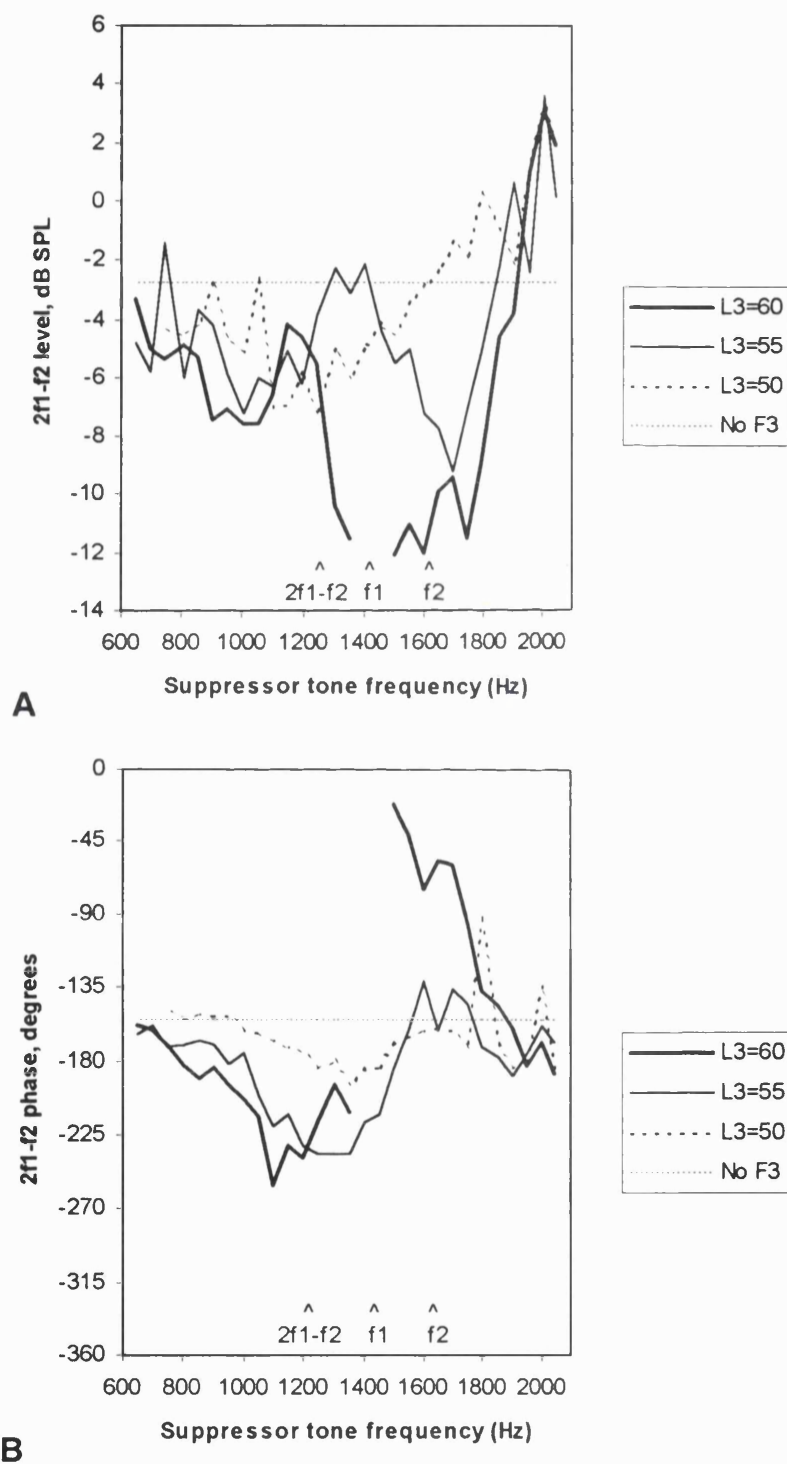 6
4
2
0
-2
-4
-6
-8
-10
-12
-14
2f1-f2 level, dB SPL
^ ^ ^
2f1-f2 f1 f2
600 800 1000 1200 1400 1600 1800 2000
Suppressor tone frequency (Hz)
L3=60
L3=55
L3=50
No F3
A
0
-45
-90
-135
-180
-225
-270
-315
-360
2f1-f2 phase, degrees
^ ^ ^
2f1-f2 f1 f2
600 800 1000 1200 1400 1600 1800 2000
Suppressor tone frequency (Hz)
L3=60
L3=55
L3=50
No F3
B